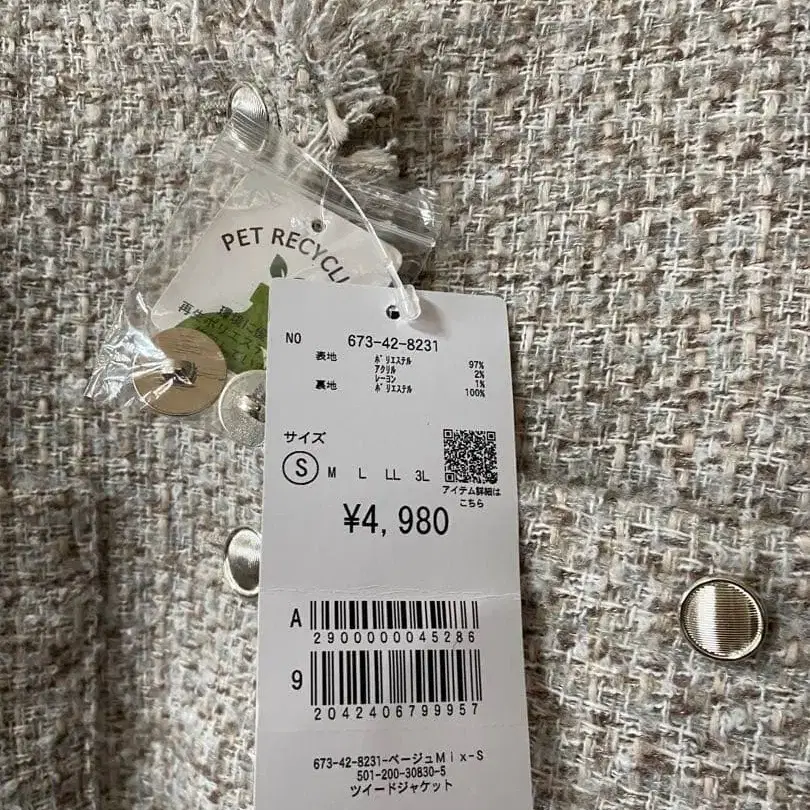 PET RECYCL
NO 673-42-8231
表地 ポリエステル 97%
アクリル 2%
レーヨン 1%
裏地 ポリエステル 100%
サイズ
S M L LL 3L
アイテム詳細は
こちら
¥4,980
A
2900000045286
9
2042406799957
673-42-8231-ベージュMix-S
501-200-30830-5
ツイードジャケット